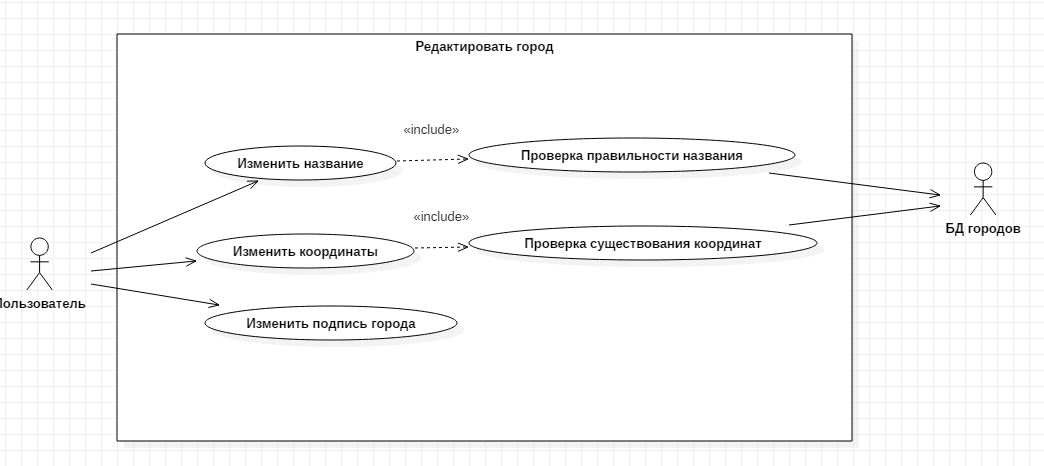 Редактировать город
«include»
Изменить название
Проверка правильности названия
«include»
Изменить координаты
Проверка существования координат
БД городов
Пользователь
Изменить подпись города